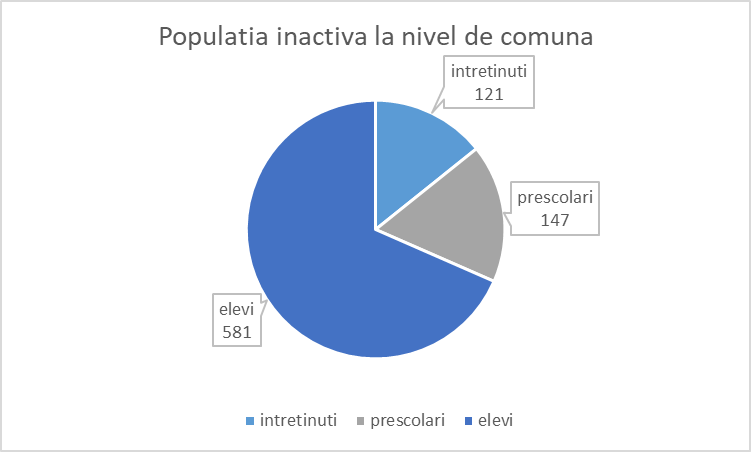 Populatia inactiva la nivel de comuna
intretinuti
121
prescolari
147
elevi
581
intretinuti prescolari elevi